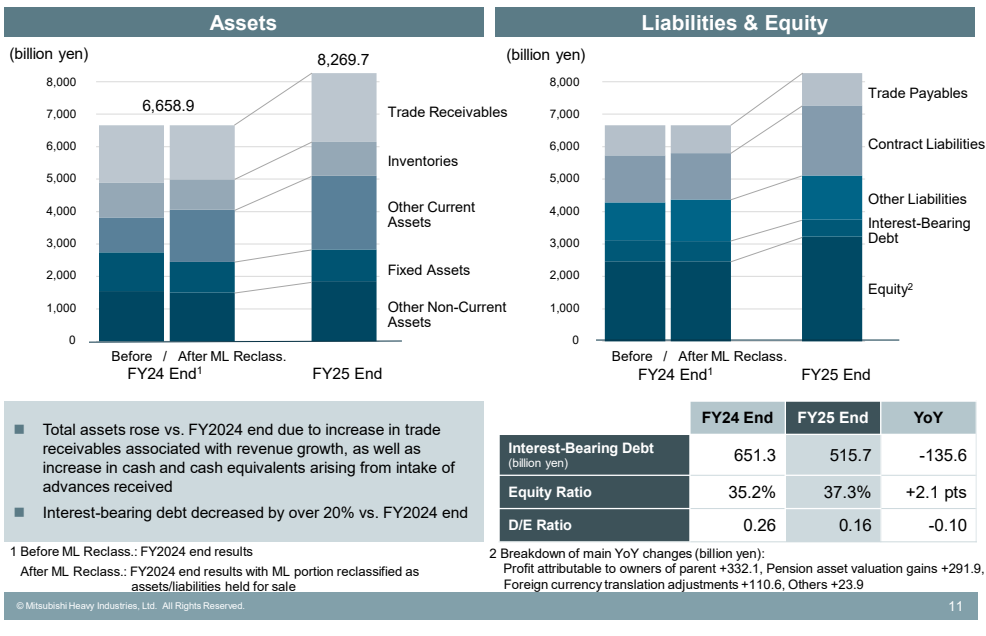 Assets
(billion yen)
8,269.7
8,000
6,658.9
7,000
6,000
5,000
4,000
3,000
2,000
1,000
0
Trade Receivables
Inventories
Other Current
Assets
Fixed Assets
Other Non-Current
Assets
Before / After ML Reclass.
FY24 End1
FY25 End
Liabilities & Equity
(billion yen)
8,000
7,000
6,000
5,000
4,000
3,000
2,000
1,000
0
Trade Payables
Contract Liabilities
Other Liabilities
Interest-Bearing
Debt
Equity2
Before / After ML Reclass.
FY24 End1
FY25 End
■ Total assets rose vs. FY2024 end due to increase in trade
receivables associated with revenue growth, as well as
increase in cash and cash equivalents arising from intake of
advances received
■ Interest-bearing debt decreased by over 20% vs. FY2024 end
FY24 End FY25 End YoY
Interest-Bearing Debt
(billion yen)
651.3 515.7 -135.6
Equity Ratio 35.2% 37.3% +2.1 pts
D/E Ratio 0.26 0.16 -0.10
1 Before ML Reclass.: FY2024 end results
After ML Reclass.: FY2024 end results with ML portion reclassified as
assets/liabilities held for sale
2 Breakdown of main YoY changes (billion yen):
Profit attributable to owners of parent +332.1, Pension asset valuation gains +291.9,
Foreign currency translation adjustments +110.6, Others +23.9
© Mitsubishi Heavy Industries, Ltd. All Rights Reserved.
11